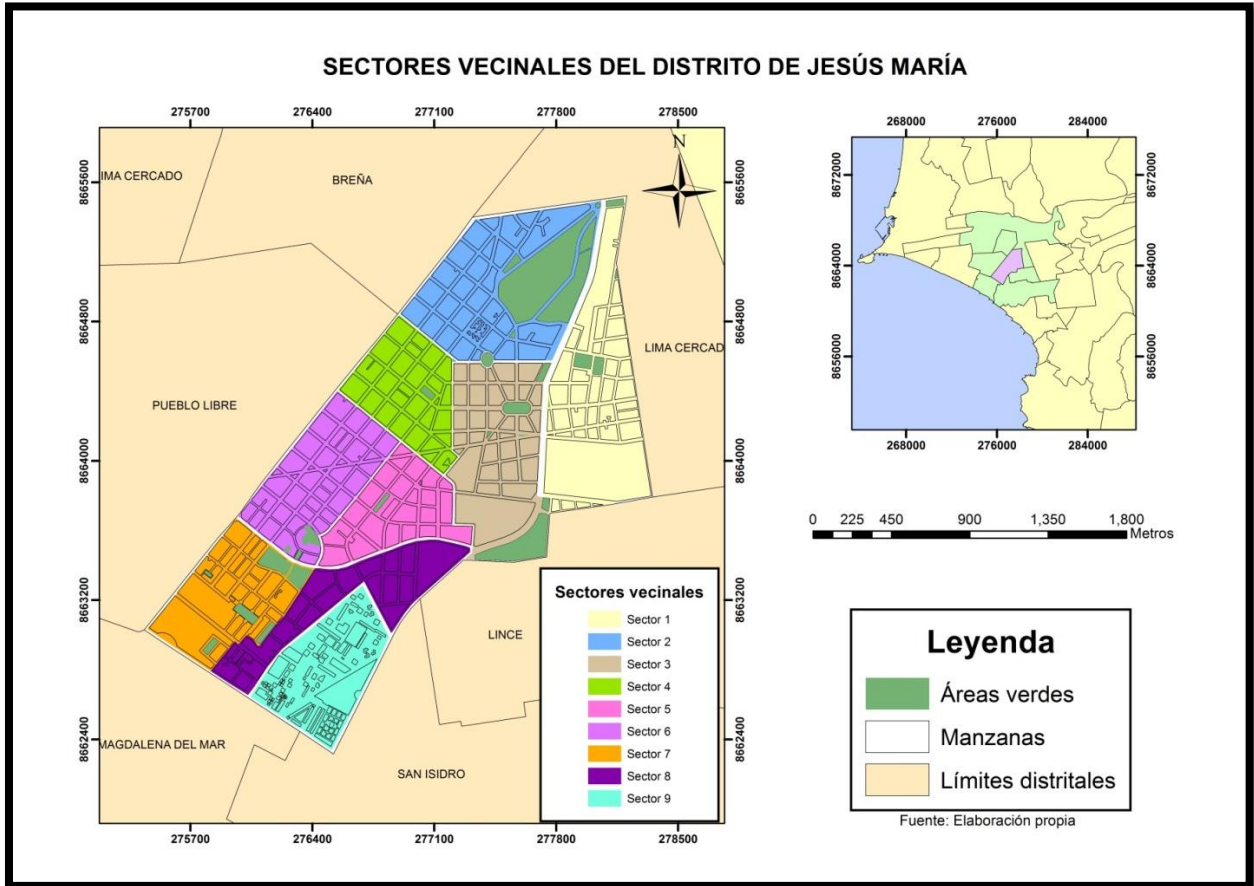 SECTORES VECINALES DEL DISTRITO DE JESÚS MARÍA
275700 276400 277100 277800 278500
268000 276000 284000
N
8665600 8665600
8672000 8672000
IMA CERCADO
BREÑA
8664800 8664800
8664000 8664000
LIMA CERCAD
8656000 8656000
PUEBLO LIBRE
8664000 8664000
268000 276000 284000
0 225 450 900 1,350 1,800
Metros
8663200 8663200
LINCE
8662400 8662400
MAGDALENA DEL MAR
SAN ISIDRO
Sectores vecinales
Sector 1
Sector 2
Sector 3
Sector 4
Sector 5
Sector 6
Sector 7
Sector 8
Sector 9
275700 276400 277100 277800 278500
Leyenda
Áreas verdes
Manzanas
Límites distritales
Fuente: Elaboración propia